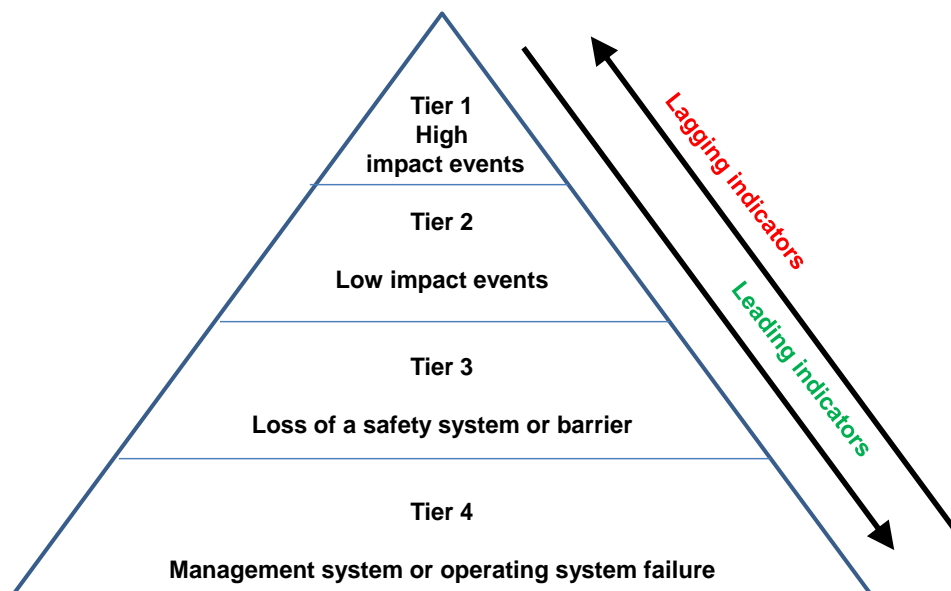 Tier 1
High
impact events
Tier 2
Low impact events
Tier 3
Loss of a safety system or barrier
Tier 4
Management system or operating system failure
Lagging indicators
Leading indicators